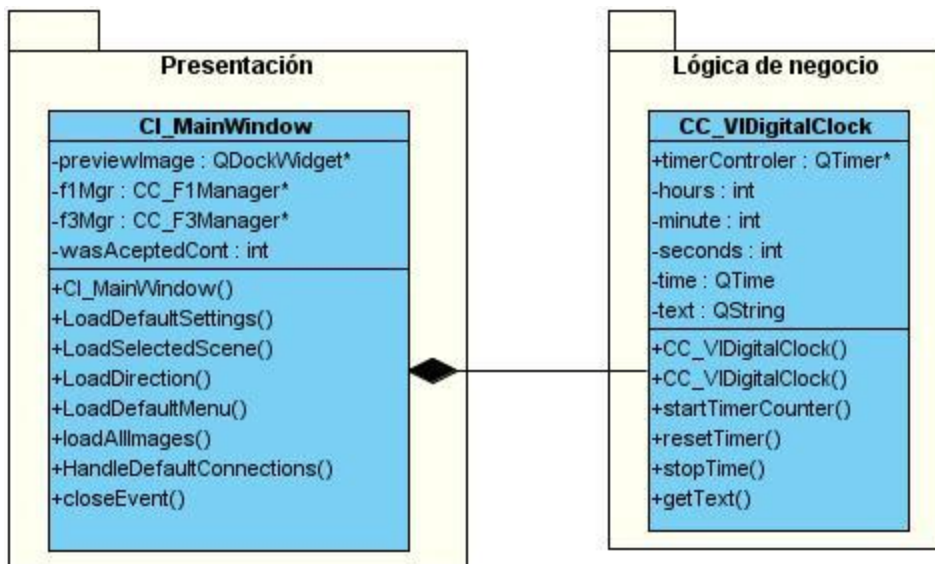 Presentación
CI_MainWindow
-previewImage : QDockWidget*
-f1Mgr : CC_F1Manager*
-f3Mgr : CC_F3Manager*
-wasAceptedCont : int
+CI_MainWindow()
+LoadDefaultSettings()
+LoadSelectedScene()
+LoadDirection()
+LoadDefaultMenu()
+loadAllImages()
+HandleDefaultConnections()
+closeEvent()
Lógica de negocio
CC_VIDigitalClock
+timerControler : QTimer*
-hours : int
-minute : int
-seconds : int
-time : QTime
-text : QString
+CC_VIDigitalClock()
+CC_VIDigitalClock()
+startTimerCounter()
+resetTimer()
+stopTime()
+getText()